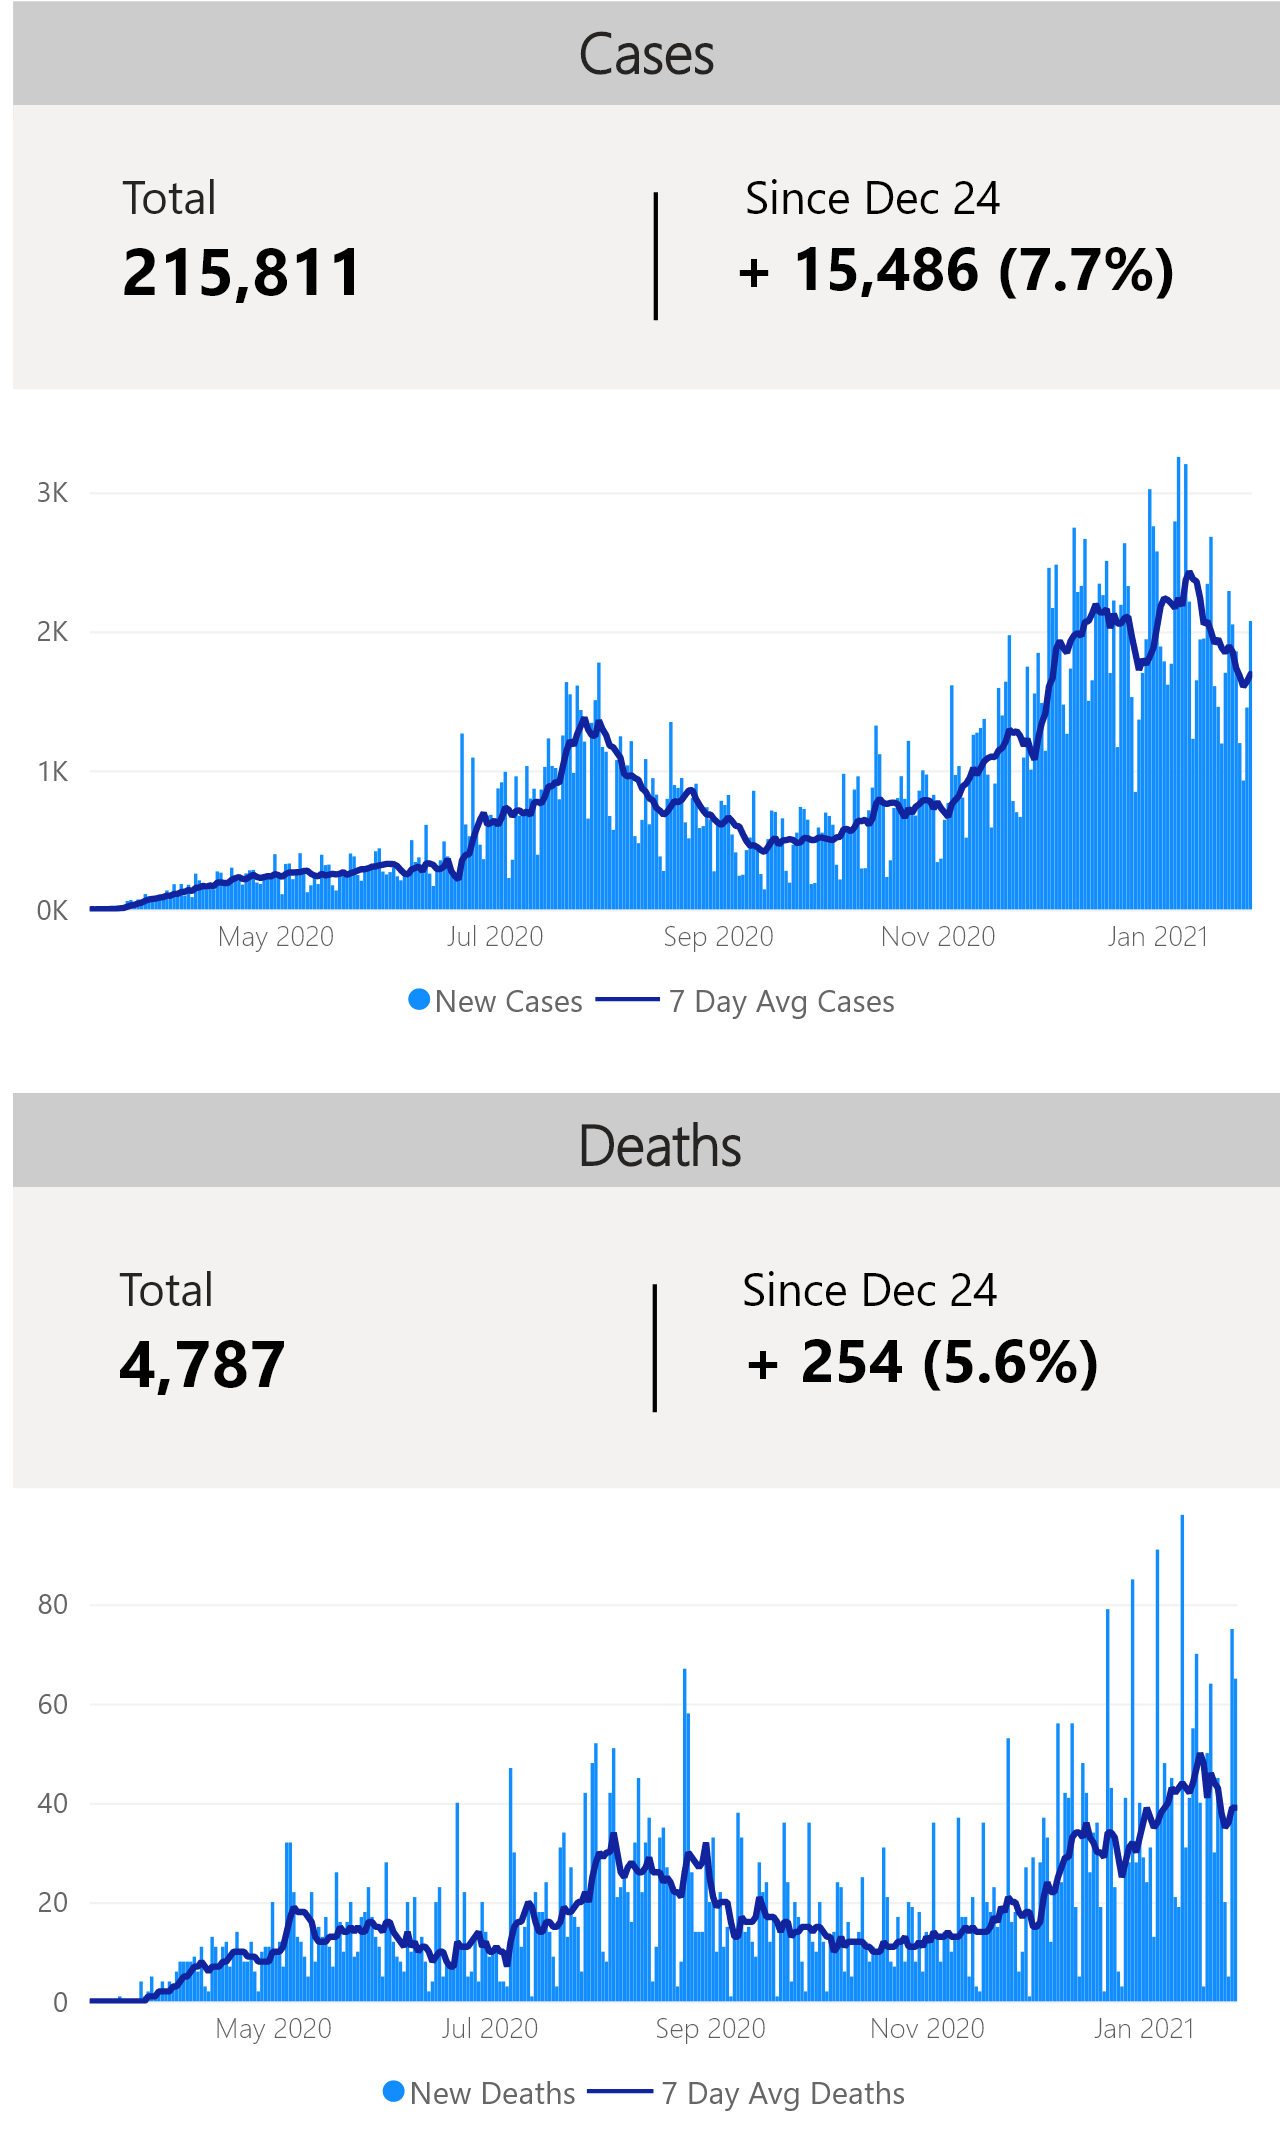 Cases
Total
Since Dec 24
215,811
+ 15,486 (7.7%)
3K
2K
1K
0K
May 2020
Jul 2020
Sep 2020
Nov 2020
Jan 2021
New Cases
7 Day Avg Cases
Deaths
Total
Since Dec 24
4,787
+ 254 (5.6%)
80
60
40
20
0
May 2020
Jul 2020
Sep 2020
Nov 2020
Jan 2021
New Deaths
7 Day Avg Deaths